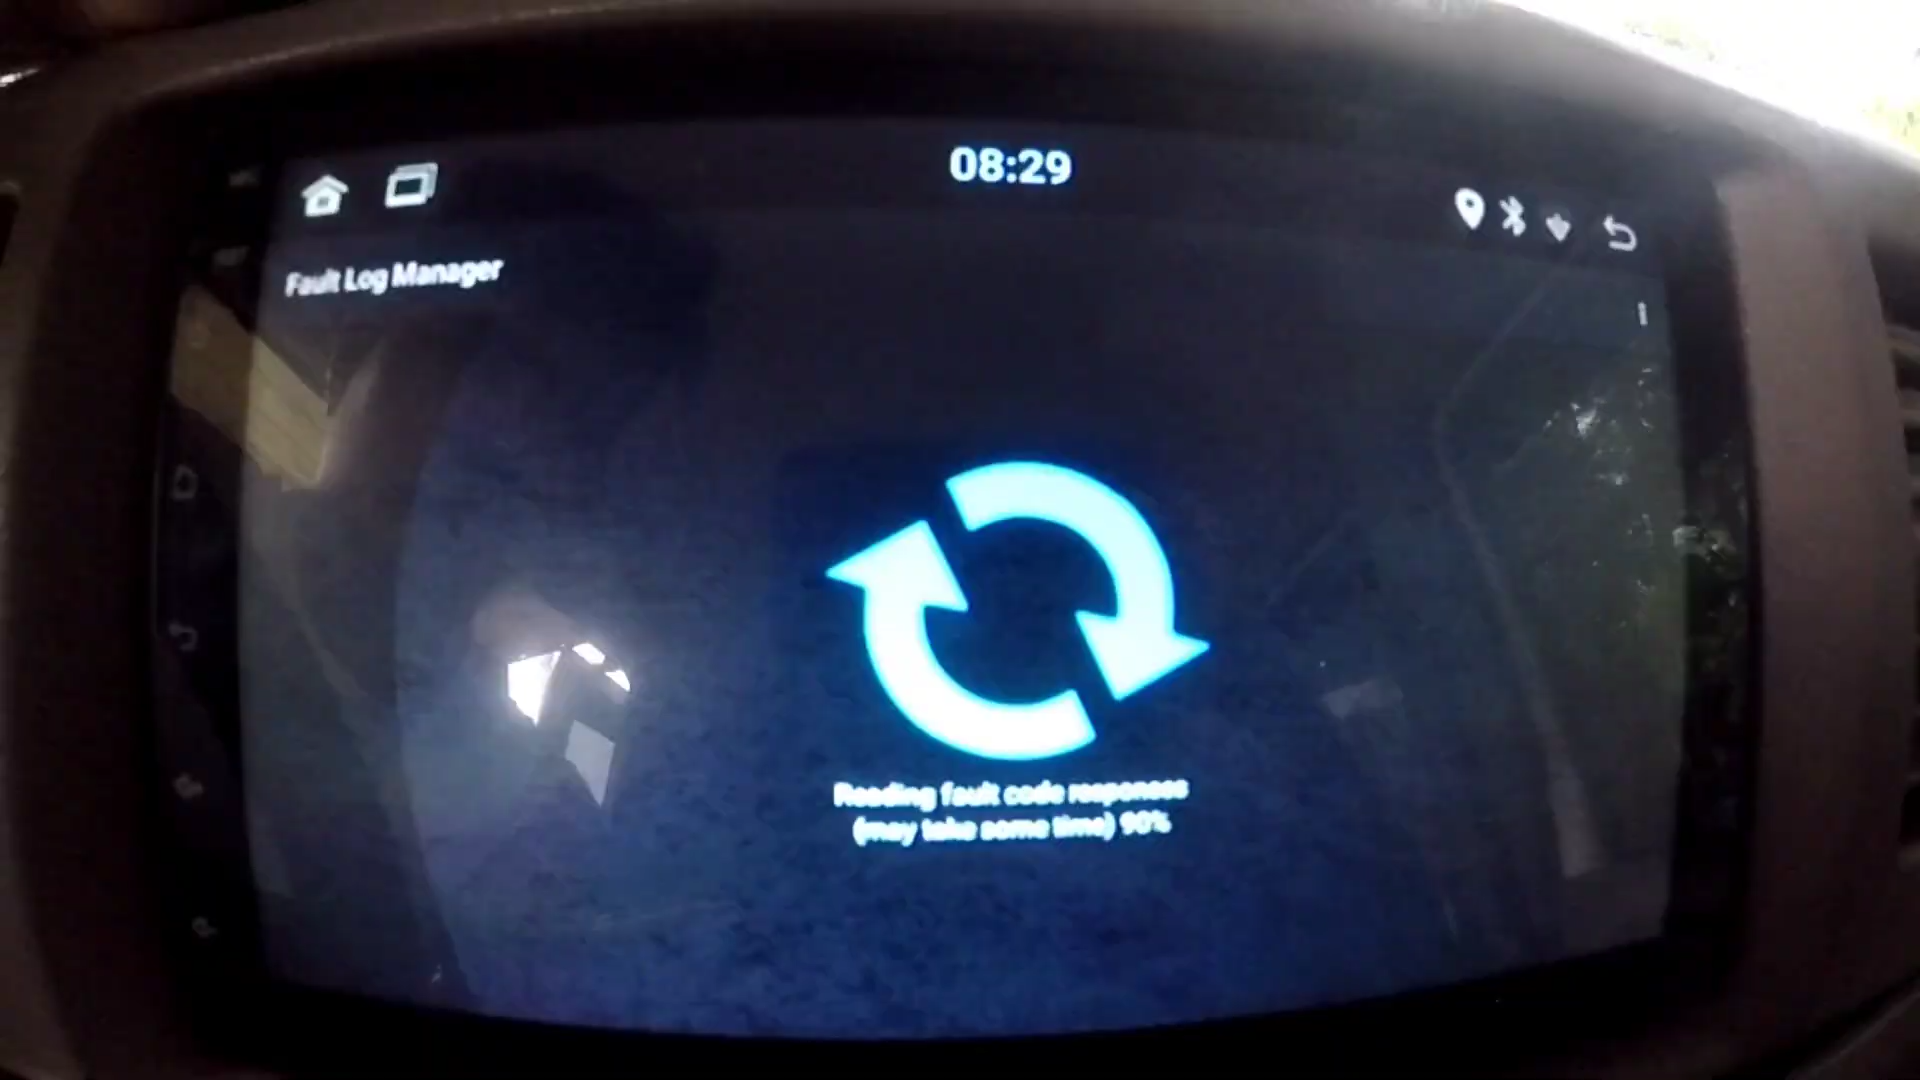 08:29
Fault Log Manager
Reading fault code responses
(may take some time) 90%